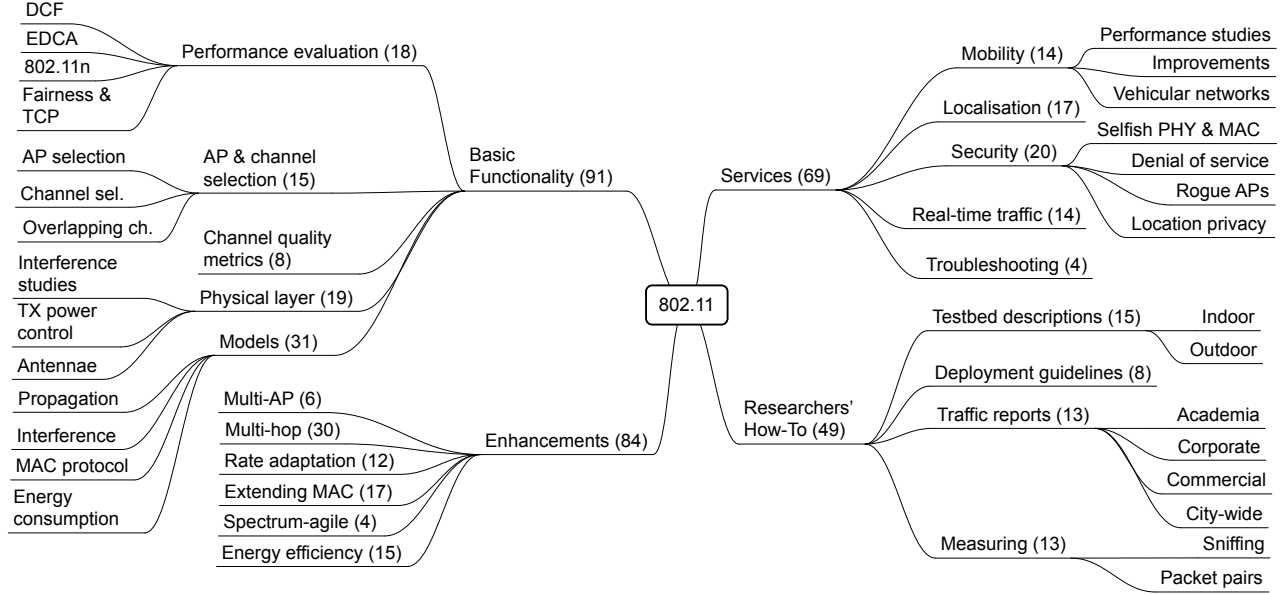 DCF
EDCA
802.11n
Fairness &
TCP
Performance evaluation (18)
AP selection
Channel sel.
Overlapping ch.
AP & channel
selection (15)
Channel quality
metrics (8)
Interference
studies
TX power
control
Antennae
Physical layer (19)
Propagation
Interference
MAC protocol
Energy
consumption
Models (31)
Basic
Functionality (91)
Multi-AP (6)
Multi-hop (30)
Rate adaptation (12)
Extending MAC (17)
Spectrum-agile (4)
Energy efficiency (15)
Enhancements (84)
802.11
Services (69)
Mobility (14)
Performance studies
Improvements
Vehicular networks
Localisation (17)
Security (20)
Selfish PHY & MAC
Denial of service
Rogue APs
Location privacy
Real-time traffic (14)
Troubleshooting (4)
Researchers’
How-To (49)
Testbed descriptions (15)
Indoor
Outdoor
Deployment guidelines (8)
Traffic reports (13)
Academia
Corporate
Commercial
City-wide
Measuring (13)
Sniffing
Packet pairs